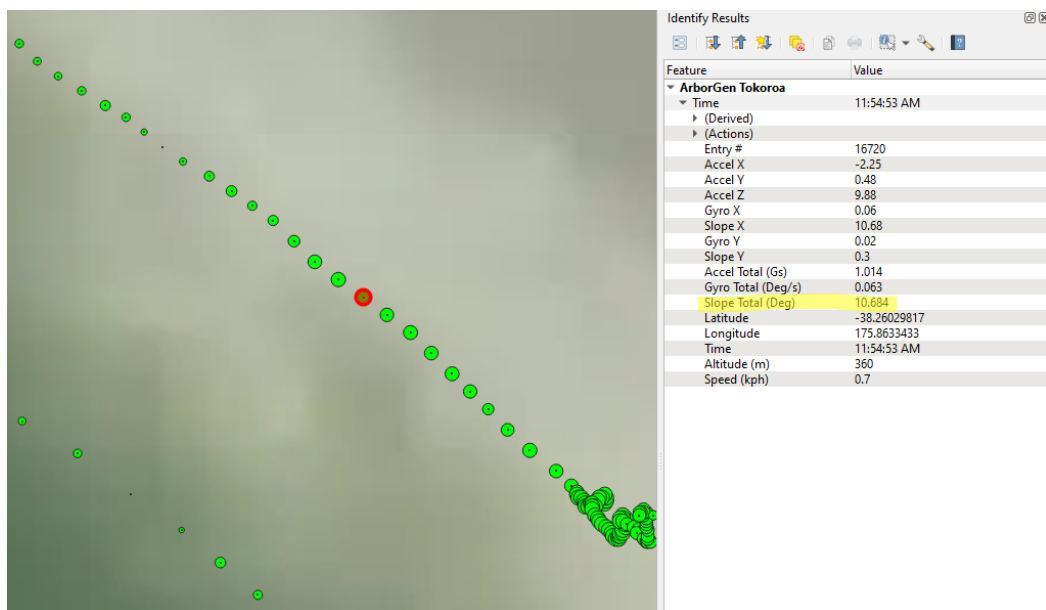 Identify Results
Feature Value
ArborGen Tokoroa
Time 11:54:53 AM
(Derived)
(Actions)
Entry # 16720
Accel X -2.25
Accel Y 0.48
Accel Z 9.88
Gyro X 0.06
Slope X 10.68
Gyro Y 0.02
Slope Y 0.3
Accel Total (Gs) 1.014
Gyro Total (Deg/s) 0.063
Slope Total (Deg) 10.684
Latitude -38.26029817
Longitude 175.8633433
Time 11:54:53 AM
Altitude (m) 360
Speed (kph) 0.7